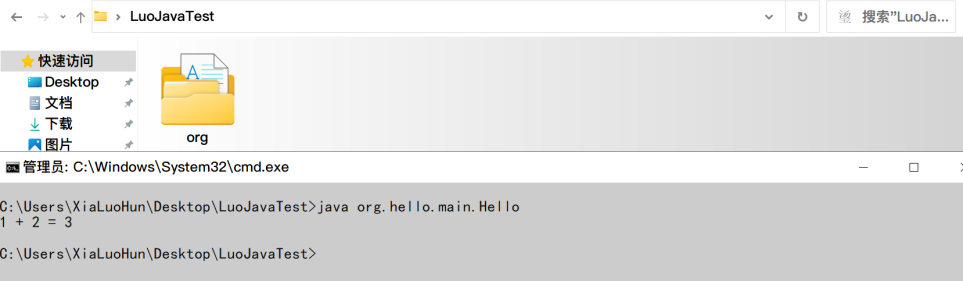 LuoJavaTest
搜索"LuoJa...
快速访问
Desktop
文档
下载
图片
org
管理员: C:\Windows\System32\cmd.exe
C:\Users\XiaLuoHun\Desktop\LuoJavaTest>java org.hello.main.Hello
1 + 2 = 3
C:\Users\XiaLuoHun\Desktop\LuoJavaTest>